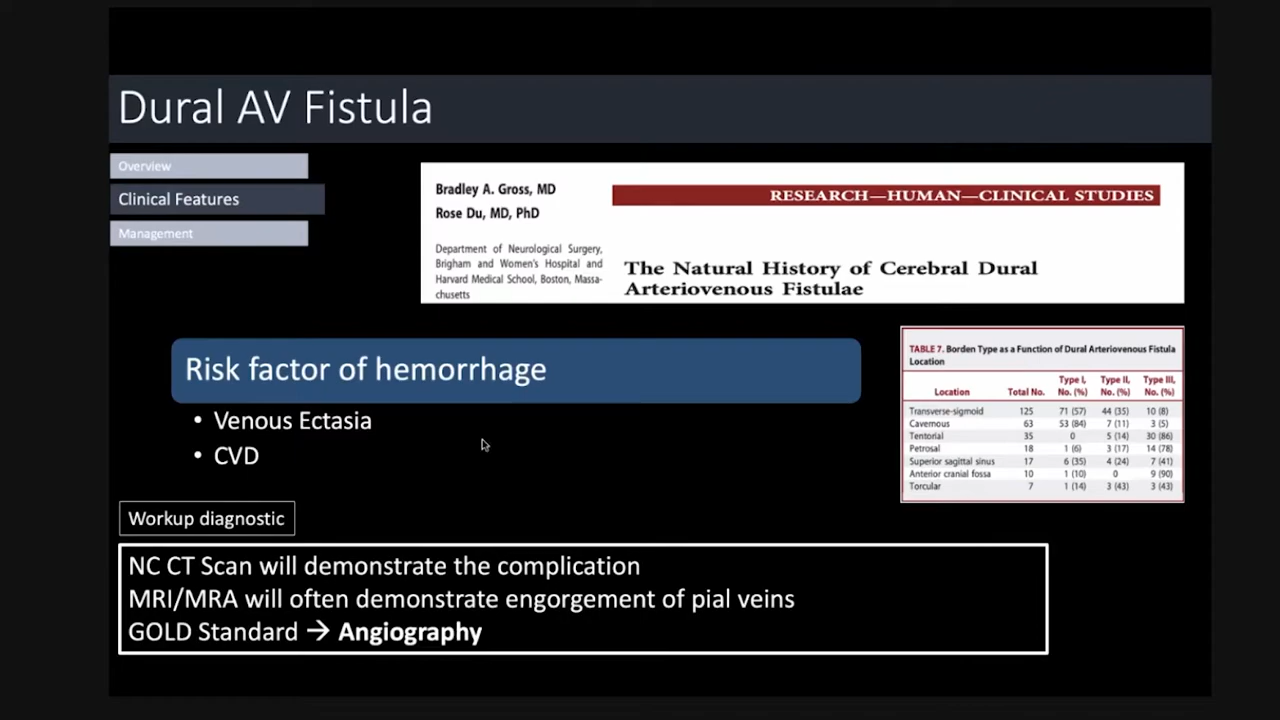 Dural AV Fistula
Overview
Clinical Features
Management
Bradley A. Gross, MD
Rose Du, MD, PhD
Department of Neurological Surgery,
Brigham and Women's Hospital and
Harvard Medical School, Boston, Massa-
chusetts
RESEARCH—HUMAN—CLINICAL STUDIES
The Natural History of Cerebral Dural
Arteriovenous Fistulae
Risk factor of hemorrhage
• Venous Ectasia
• CVD
TABLE 7. Borden Type as a Function of Dural Arteriovenous Fistula
Location
Location Total No. Type I, No. (%) Type II, No. (%) Type III, No. (%)
Transverse-sigmoid 125 71 (57) 44 (35) 10 (8)
Cavernous 63 53 (84) 7 (11) 3 (5)
Tentorial 35 0 5 (14) 30 (86)
Petrosal 18 1 (6) 3 (17) 14 (78)
Superior sagittal sinus 17 6 (35) 4 (24) 7 (41)
Anterior cranial fossa 10 1 (10) 0 9 (90)
Torcular 7 1 (14) 3 (43) 3 (43)
Workup diagnostic
NC CT Scan will demonstrate the complication
MRI/MRA will often demonstrate engorgement of pial veins
GOLD Standard → Angiography